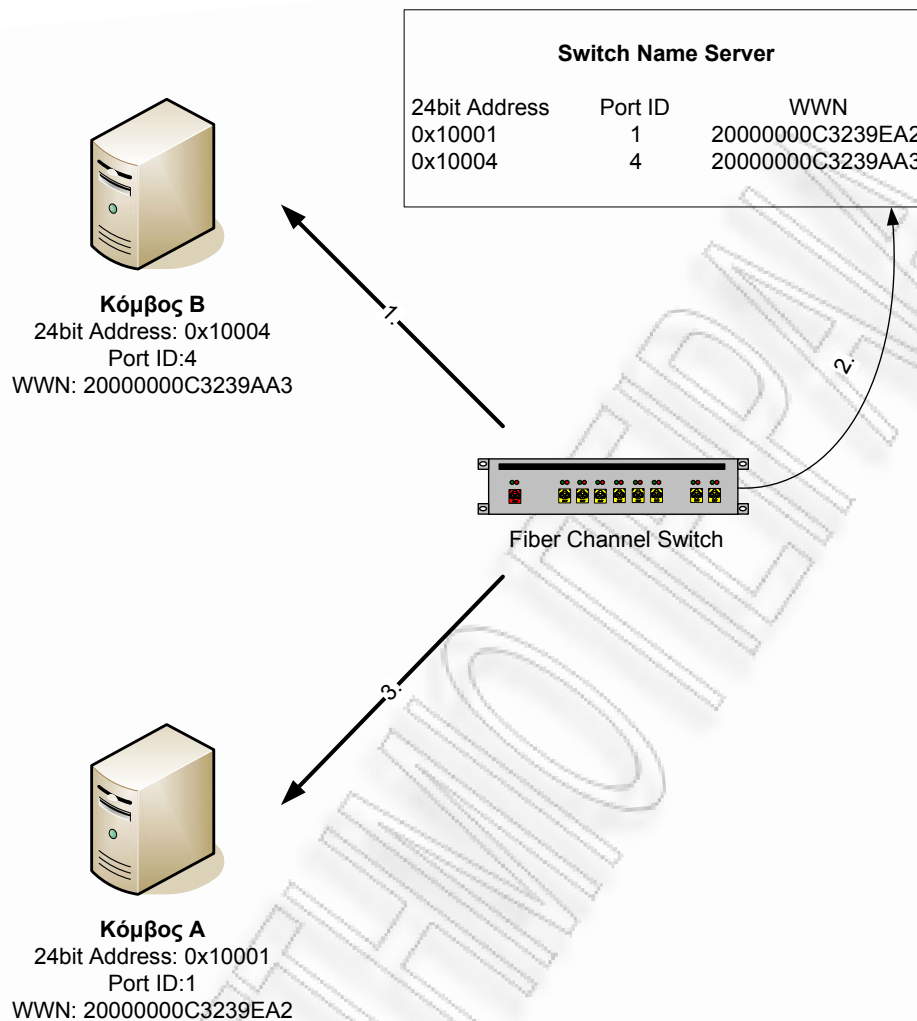 Switch Name Server
24bit Address Port ID WWN
0x10001 1 20000000C3239EA2
0x10004 4 20000000C3239AA3
Κόμβος Β
24bit Address: 0x10004
Port ID:4
WWN: 20000000C3239AA3
1.
2.
Fiber Channel Switch
3.
Κόμβος Α
24bit Address: 0x10001
Port ID:1
WWN: 20000000C3239EA2